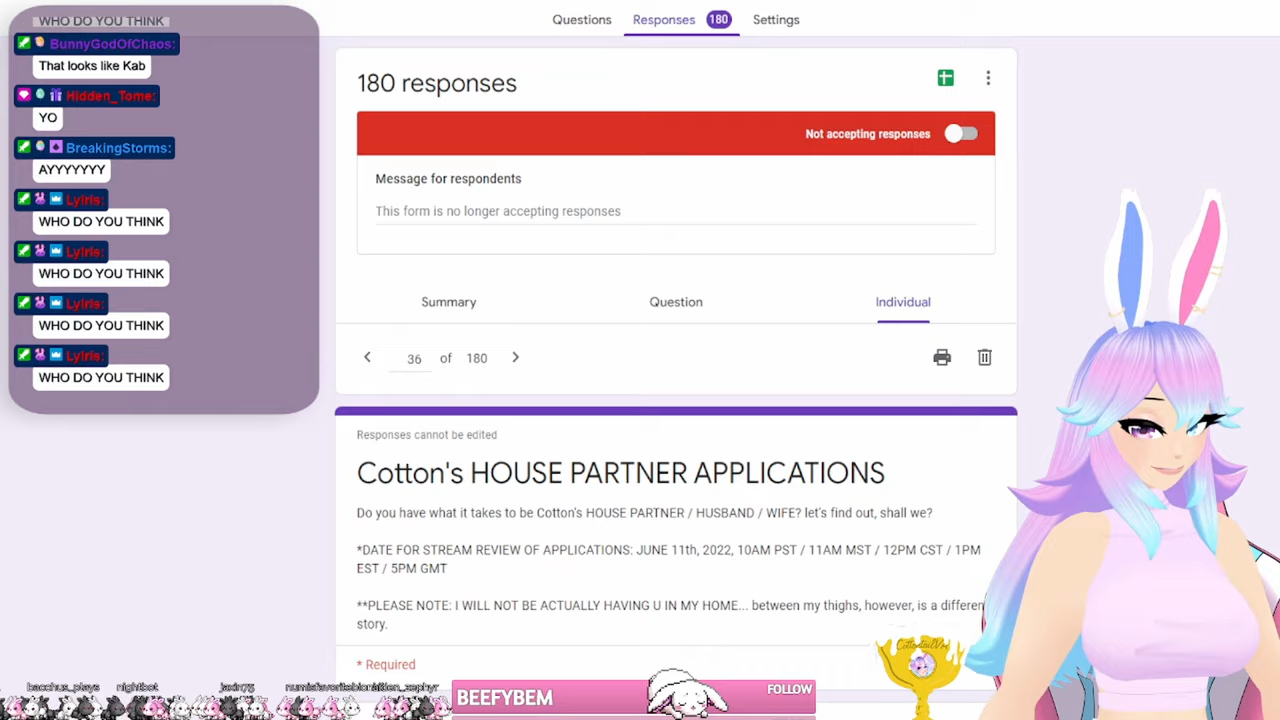 WHO DO YOU THINK
BunnyGodOfChaos:
That looks like Kab
Hidden_Tome:
YO
BreakingStorms:
AYYYYYYY
Lylris:
WHO DO YOU THINK
Lylris:
WHO DO YOU THINK
Lylris:
WHO DO YOU THINK
Lylris:
WHO DO YOU THINK
Questions
Responses 180
Settings
180 responses
Not accepting responses
Message for respondents
This form is no longer accepting responses
Summary
Question
Individual
36 of 180
Responses cannot be edited
Cotton's HOUSE PARTNER APPLICATIONS
Do you have what it takes to be Cotton's HOUSE PARTNER / HUSBAND / WIFE? let's find out, shall we?
*DATE FOR STREAM REVIEW OF APPLICATIONS: JUNE 11th, 2022, 10AM PST / 11AM MST / 12PM CST / 1PM
EST / 5PM GMT
**PLEASE NOTE: I WILL NOT BE ACTUALLY HAVING U IN MY HOME... between my thighs, however, is a differen
story.
* Required
bacchus_plays
nightbot
BEEFYBEM
FOLLOW